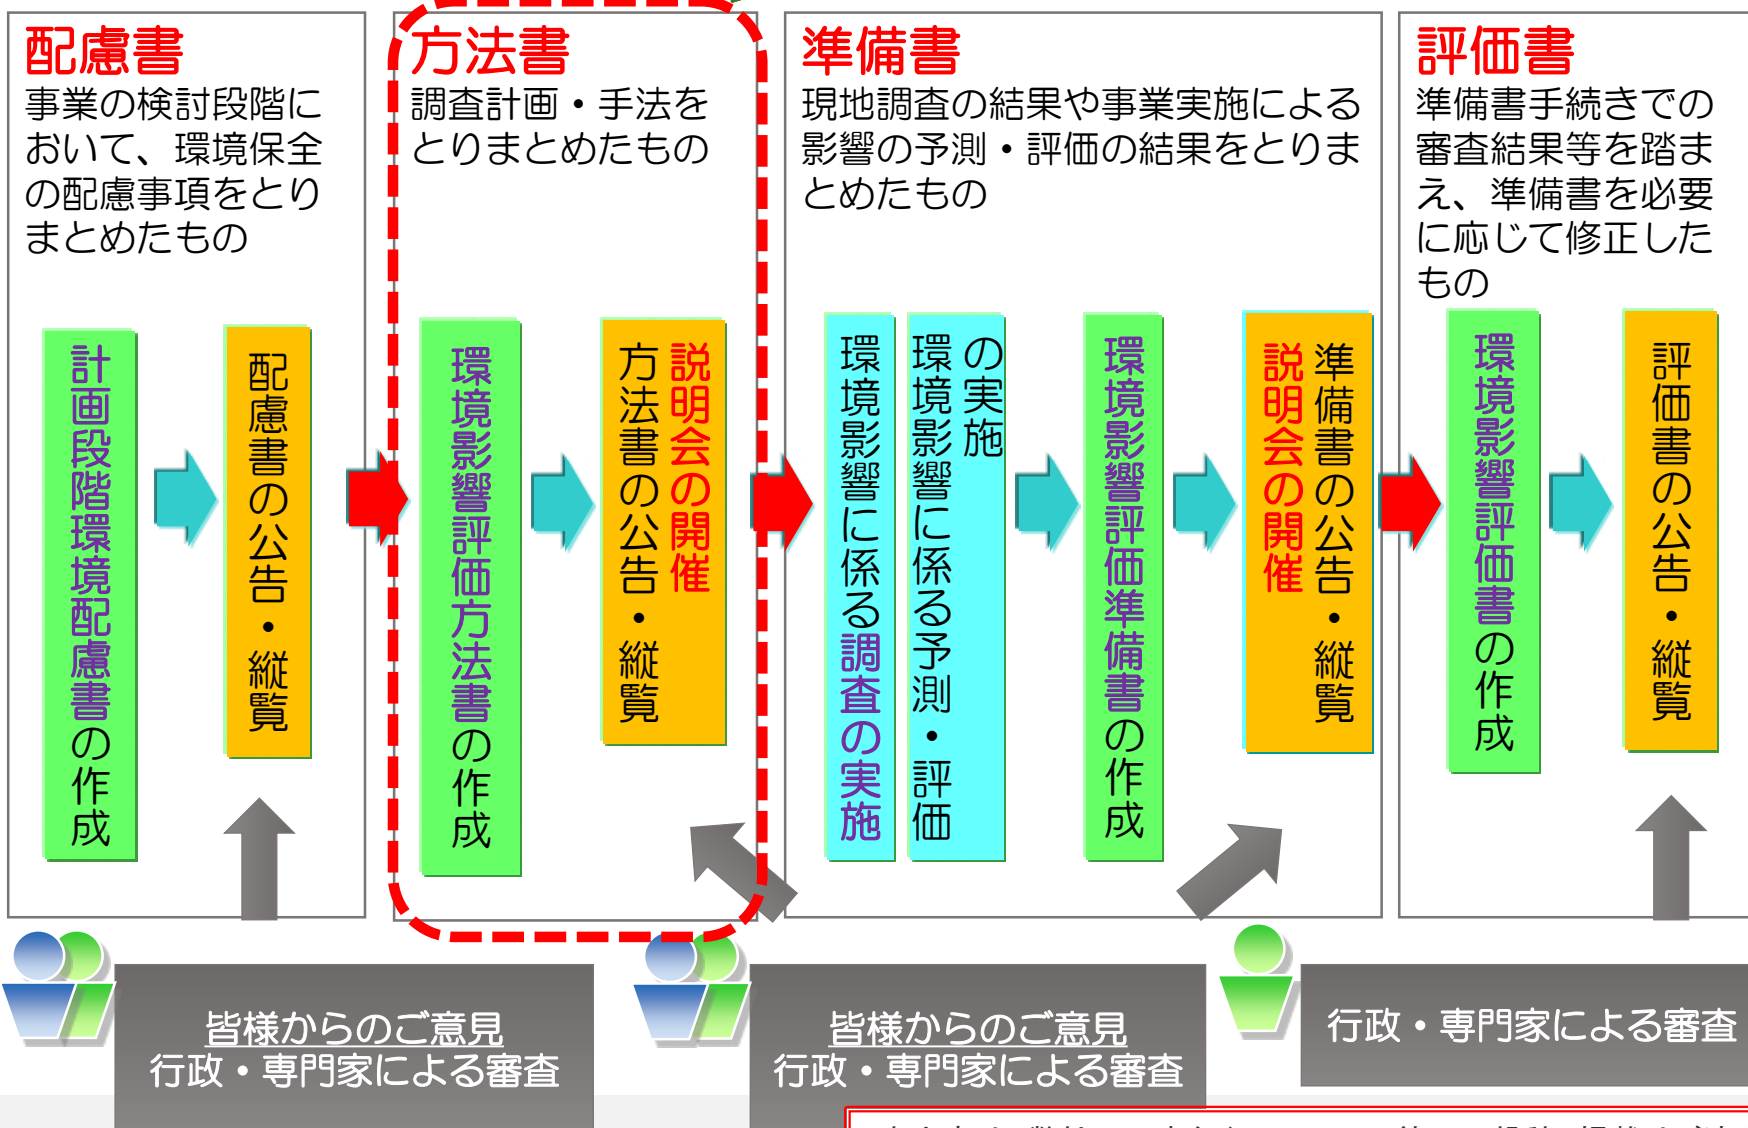 配慮書
事業の検討段階に
おいて、環境保全
の配慮事項をとり
まとめたもの
計画段階環境配慮書の作成
配慮書の公告・縦覧
方法書
調査計画・手法を
とりまとめたもの
環境影響評価方法書の作成
説明会の開催
方法書の公告・縦覧
準備書
現地調査の結果や事業実施による
影響の予測・評価の結果をとりま
とめたもの
環境影響に係る調査の実施
環境影響に係る予測・評価
の実施
環境影響評価準備書の作成
準備書の公告・縦覧
説明会の開催
評価書
準備書手続きでの
審査結果等を踏ま
え、準備書を必要
に応じて修正した
もの
環境影響評価書の作成
評価書の公告・縦覧
皆様からのご意見
行政・専門家による審査
皆様からのご意見
行政・専門家による審査
行政・専門家による審査